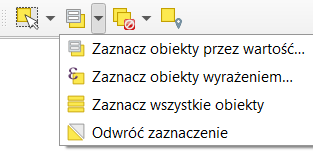 Zaznacz obiekty przez wartość...
Zaznacz obiekty wyrażeniem...
Zaznacz wszystkie obiekty
Odwróć zaznaczenie